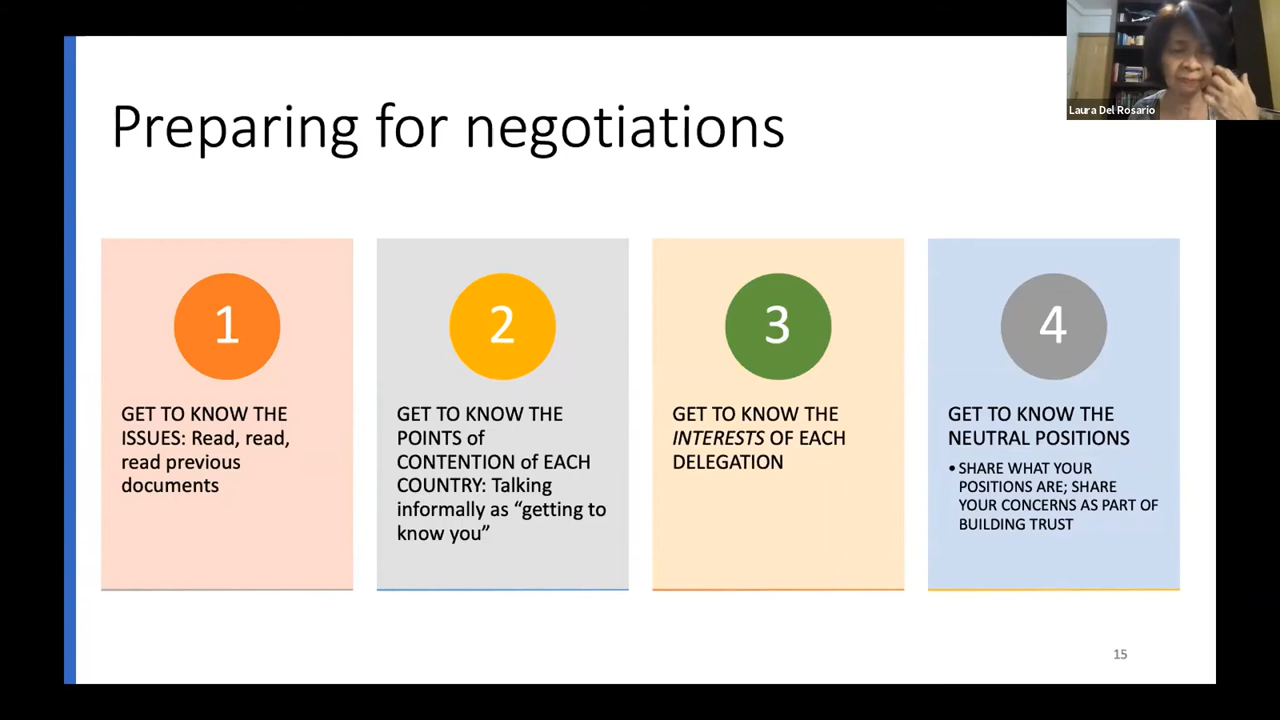 Laura Del Rosario
Preparing for negotiations
1
GET TO KNOW THE
ISSUES: Read, read,
read previous
documents
2
GET TO KNOW THE
POINTS of
CONTENTION of EACH
COUNTRY: Talking
informally as “getting to
know you”
3
GET TO KNOW THE
INTERESTS OF EACH
DELEGATION
4
GET TO KNOW THE
NEUTRAL POSITIONS
• SHARE WHAT YOUR
POSITIONS ARE; SHARE
YOUR CONCERNS AS PART OF
BUILDING TRUST
15